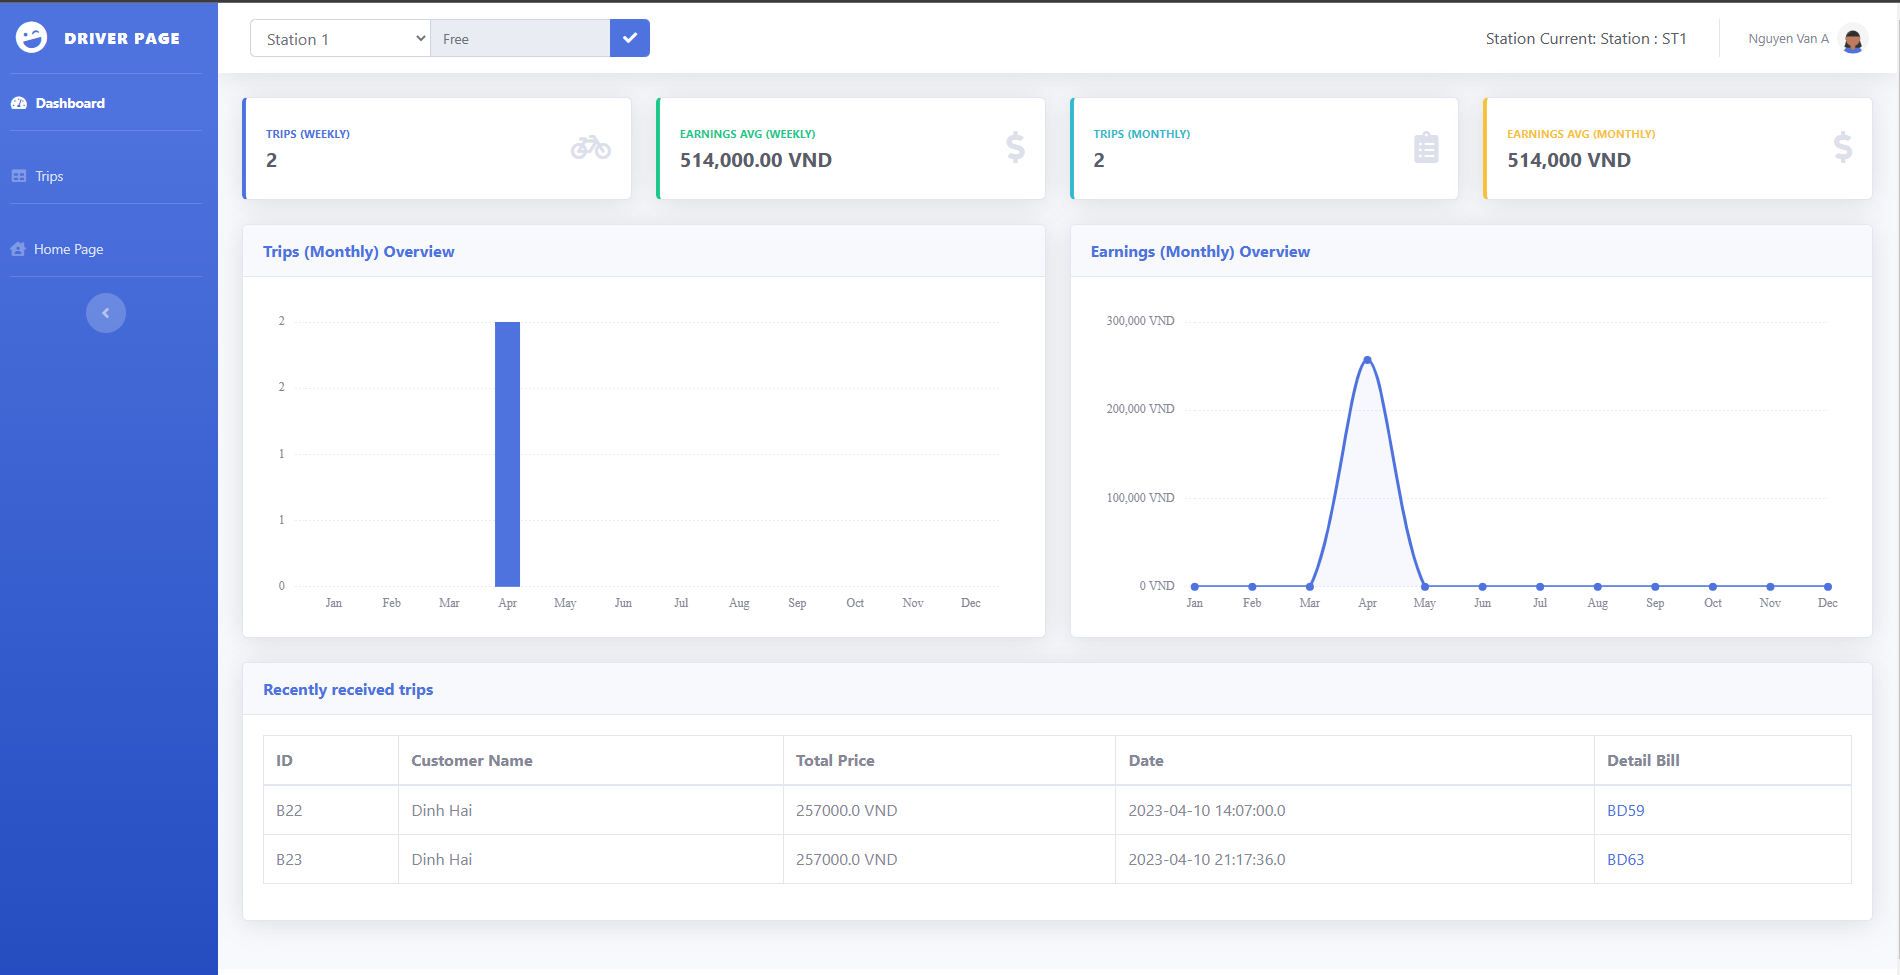 DRIVER PAGE
Station 1
Free
Station Current: Station : ST1
Nguyen Van A
Dashboard
Trips
Home Page
TRIPS (WEEKLY)
2
EARNINGS AVG (WEEKLY)
514,000.00 VND
TRIPS (MONTHLY)
2
EARNINGS AVG (MONTHLY)
514,000 VND
Trips (Monthly) Overview
2
2
1
1
0
Jan Feb Mar Apr May Jun Jul Aug Sep Oct Nov Dec
Earnings (Monthly) Overview
300,000 VND
200,000 VND
100,000 VND
0 VND
Jan Feb Mar Apr May Jun Jul Aug Sep Oct Nov Dec
Recently received trips
ID Customer Name Total Price Date Detail Bill
B22 Dinh Hai 257000.0 VND 2023-04-10 14:07:00.0 BD59
B23 Dinh Hai 257000.0 VND 2023-04-10 21:17:36.0 BD63